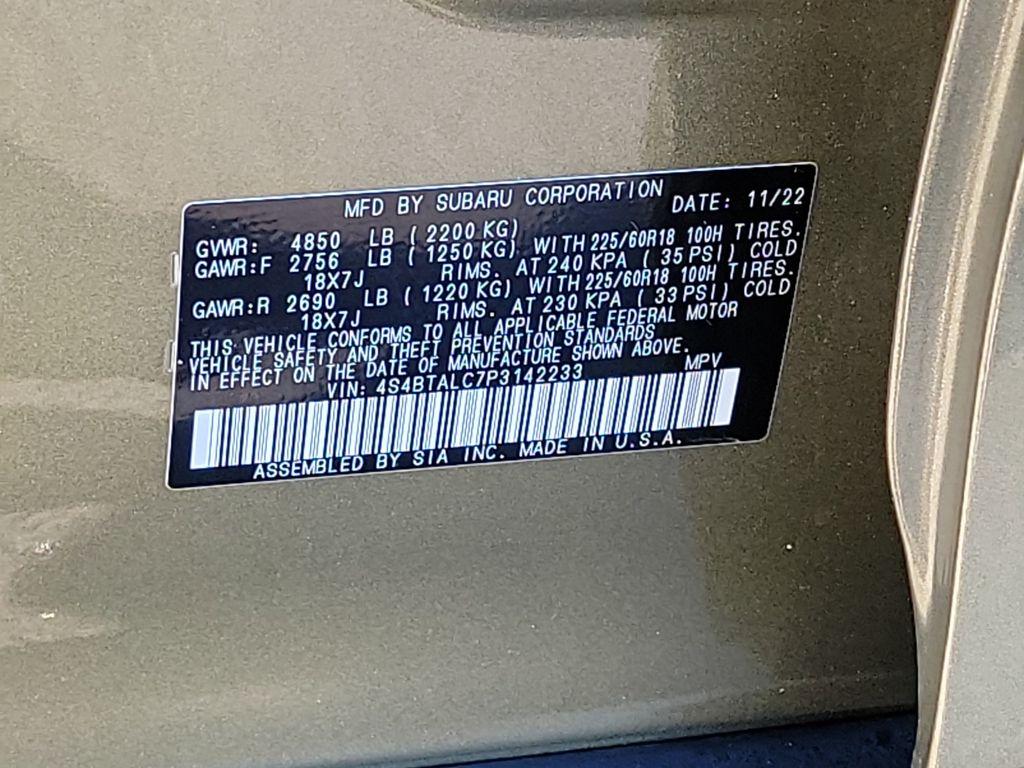 MFD BY SUBARU CORPORATION DATE: 11/22
GVWR: 4850 LB ( 2200 KG)
GAWR:F 2756 LB ( 1250 KG) WITH 225/60R18 100H TIRES.
18X7J RIMS. AT 240 KPA ( 35 PSI) COLD
GAWR:R 2690 LB ( 1220 KG) WITH 225/60R18 100H TIRES.
18X7J RIMS. AT 230 KPA ( 33 PSI) COLD
THIS VEHICLE CONFORMS TO ALL APPLICABLE FEDERAL MOTOR
VEHICLE SAFETY AND THEFT PREVENTION STANDARDS
IN EFFECT ON THE DATE OF MANUFACTURE SHOWN ABOVE.
VIN: 4S4BTALC7P3142233 MPV
ASSEMBLED BY SIA INC. MADE IN U.S.A.